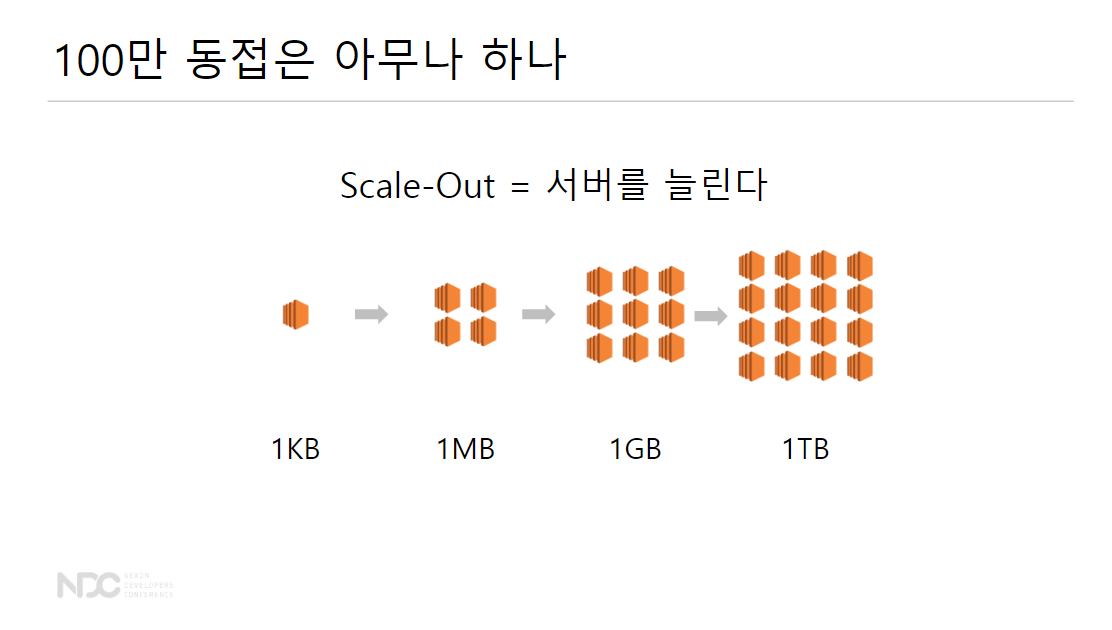 100만 동접은 아무나 하나
Scale-Out = 서버를 늘린다
1KB 1MB 1GB 1TB
NDC
NEXON
DEVELOPERS
CONFERENCE